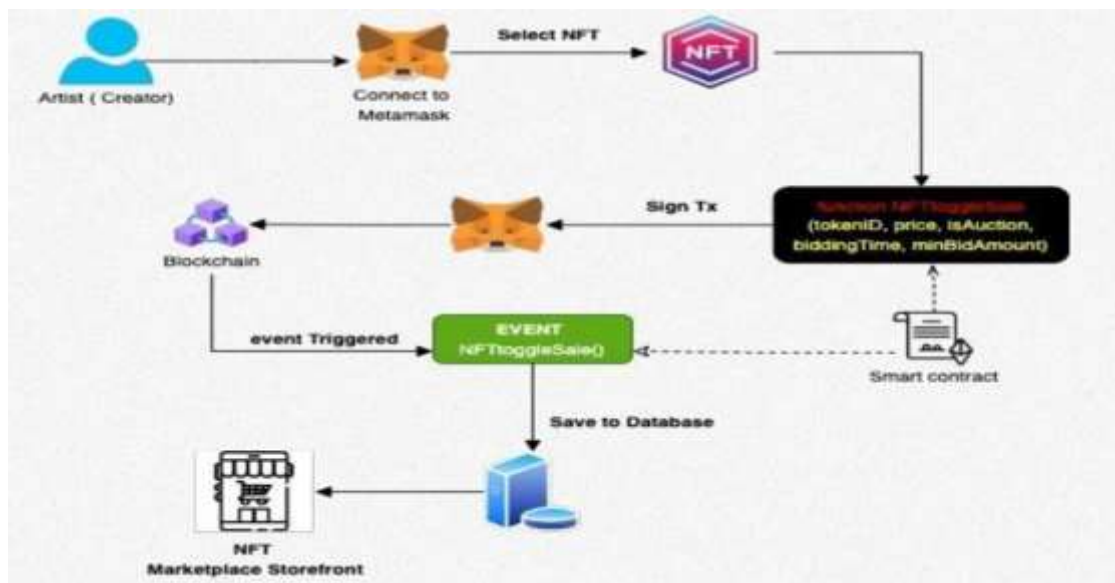 Select NFT
NFT
Artist ( Creator)
Connect to
Metamask
Sign Tx
function NFTtoggleSale
(tokenID, price, isAuction,
biddingTime, minBidAmount)
Blockchain
event Triggered
EVENT
NFTtoggleSale()
Smart contract
Save to Database
NFT
Marketplace Storefront